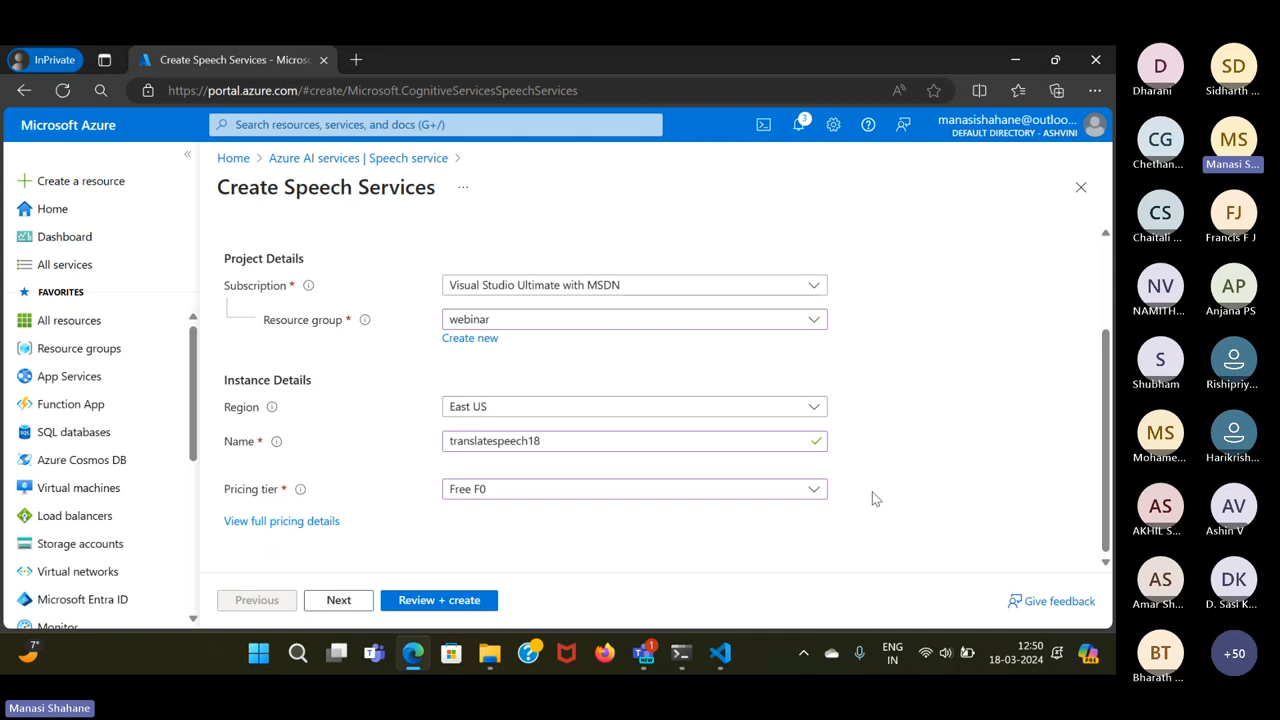 InPrivate
Create Speech Services - Micros
https://portal.azure.com/#create/Microsoft.CognitiveServicesSpeechServices
Microsoft Azure
Search resources, services, and docs (G+/)
3
manasishahane@outloo...
DEFAULT DIRECTORY - ASHVINI
Create a resource
Home
Dashboard
All services
FAVORITES
All resources
Resource groups
App Services
Function App
SQL databases
Azure Cosmos DB
Virtual machines
Load balancers
Storage accounts
Virtual networks
Microsoft Entra ID
Monitor
Home > Azure AI services | Speech service >
Create Speech Services ...
Project Details
Subscription *
Visual Studio Ultimate with MSDN
Resource group *
webinar
Create new
Instance Details
Region
East US
Name *
translatespeech18
Pricing tier *
Free F0
View full pricing details
Previous
Next
Review + create
Give feedback
7°
1
NEW
ENG
IN
12:50
18-03-2024
PRE
Manasi Shahane
D
Dharani
SD
Sidharth ...
CG
Chethan...
MS
Manasi S...
CS
Chaitali ...
FJ
Francis F J
NV
NAMITH...
AP
Anjana PS
S
Shubham
Rishipriy...
MS
Mohame...
Harikrish...
AS
AKHIL S...
AV
Ashin V
AS
Amar Sh...
DK
D. Sasi K...
BT
Bharath ...
+50